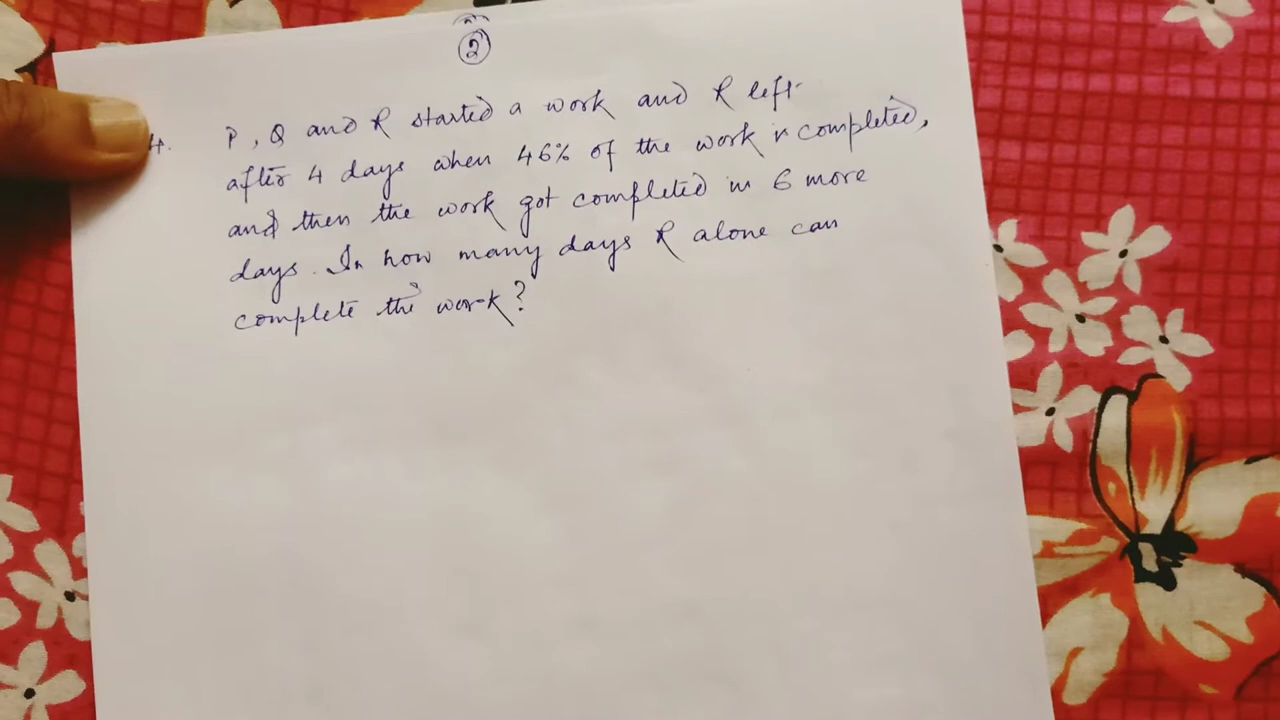 2
4. P, Q and R started a work and R left
after 4 days when 46% of the work is completed,
and then the work got completed in 6 more
days. In how many days R alone can
complete the work?